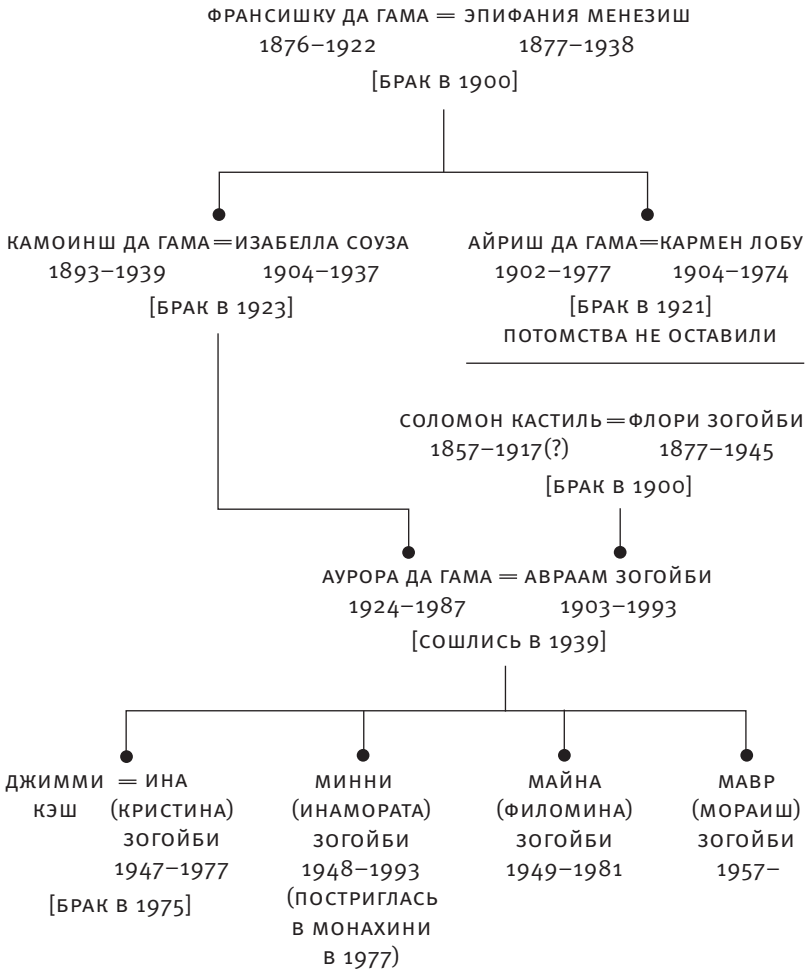 ФРАНСИШКУ ДА ГАМА = ЭПИФАНИЯ МЕНЕЗИШ
1876–1922 1877–1938
[БРАК В 1900]
КАМОИНШ ДА ГАМА = ИЗАБЕЛЛА СОУЗА
1893–1939 1904–1937
[БРАК В 1923]
АЙРИШ ДА ГАМА = КАРМЕН ЛОБУ
1902–1977 1904–1974
[БРАК В 1921]
ПОТОМСТВА НЕ ОСТАВИЛИ
СОЛОМОН КАСТИЛЬ = ФЛОРИ ЗОГОЙБИ
1857–1917(?) 1877–1945
[БРАК В 1900]
АУРОРА ДА ГАМА = АВРААМ ЗОГОЙБИ
1924–1987 1903–1993
[СОШЛИСЬ В 1939]
ДЖИММИ = ИНА
КЭШ (КРИСТИНА)
ЗОГОЙБИ
1947–1977
[БРАК В 1975]
МИННИ
(ИНАМОРАТА)
ЗОГОЙБИ
1948–1993
(ПОСТРИГЛАСЬ
В МОНАХИНИ
В 1977)
МАЙНА
(ФИЛОМИНА)
ЗОГОЙБИ
1949–1981
МАВР
(МОРАИШ)
ЗОГОЙБИ
1957–